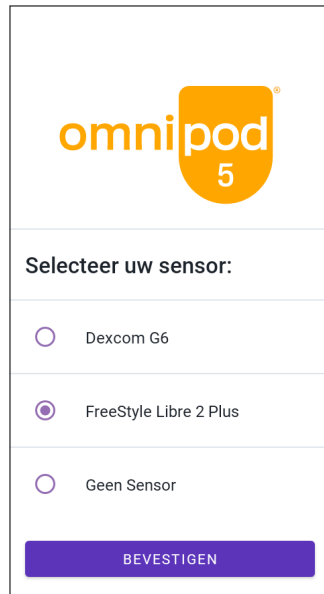 omnipod®
5
Selecteer uw sensor:
Dexcom G6
FreeStyle Libre 2 Plus
Geen Sensor
BEVESTIGEN